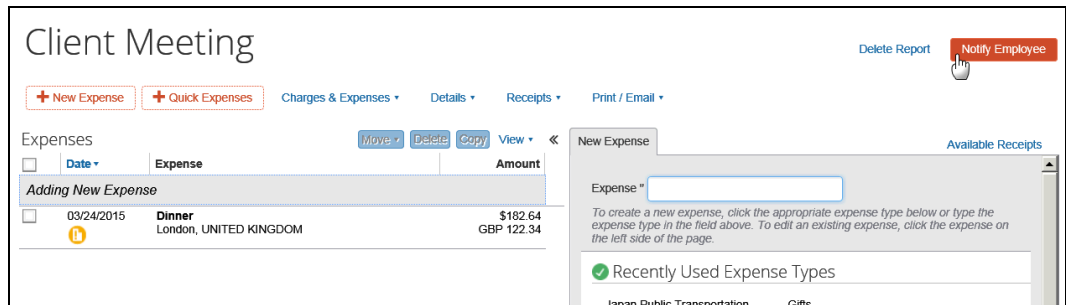 Client Meeting
Delete Report
Notify Employee
+ New Expense
+ Quick Expenses
Charges & Expenses
Details
Receipts
Print / Email
Expenses
Move
Delete
Copy
View
«
New Expense
Available Receipts
Date
Expense
Amount
Adding New Expense
03/24/2015
Dinner
$182.64
London, UNITED KINGDOM
GBP 122.34
Expense
To create a new expense, click the appropriate expense type below or type the
expense type in the field above. To edit an existing expense, click the expense on
the left side of the page.
Recently Used Expense Types
Japan Public Transportation
Gifts